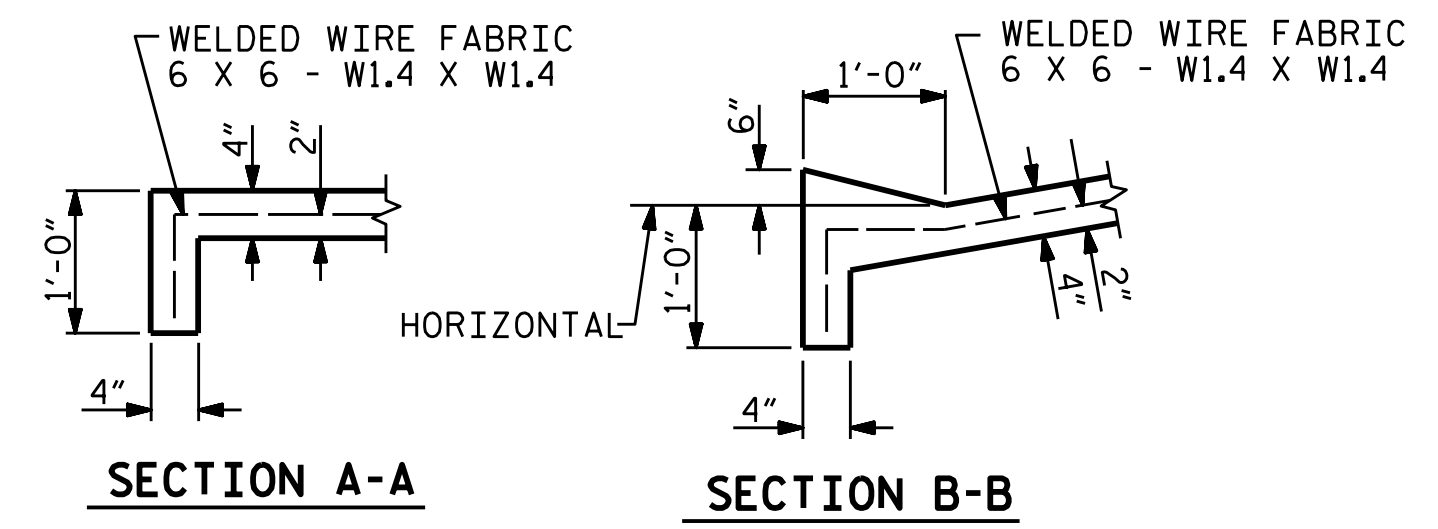 WELDED WIRE FABRIC
6 X 6 - W1.4 X W1.4
4"
2"
1'-0"
4"
SECTION A-A
WELDED WIRE FABRIC
6 X 6 - W1.4 X W1.4
1'-0"
6"
1'-0"
HORIZONTAL
4"
2"
4"
SECTION B-B